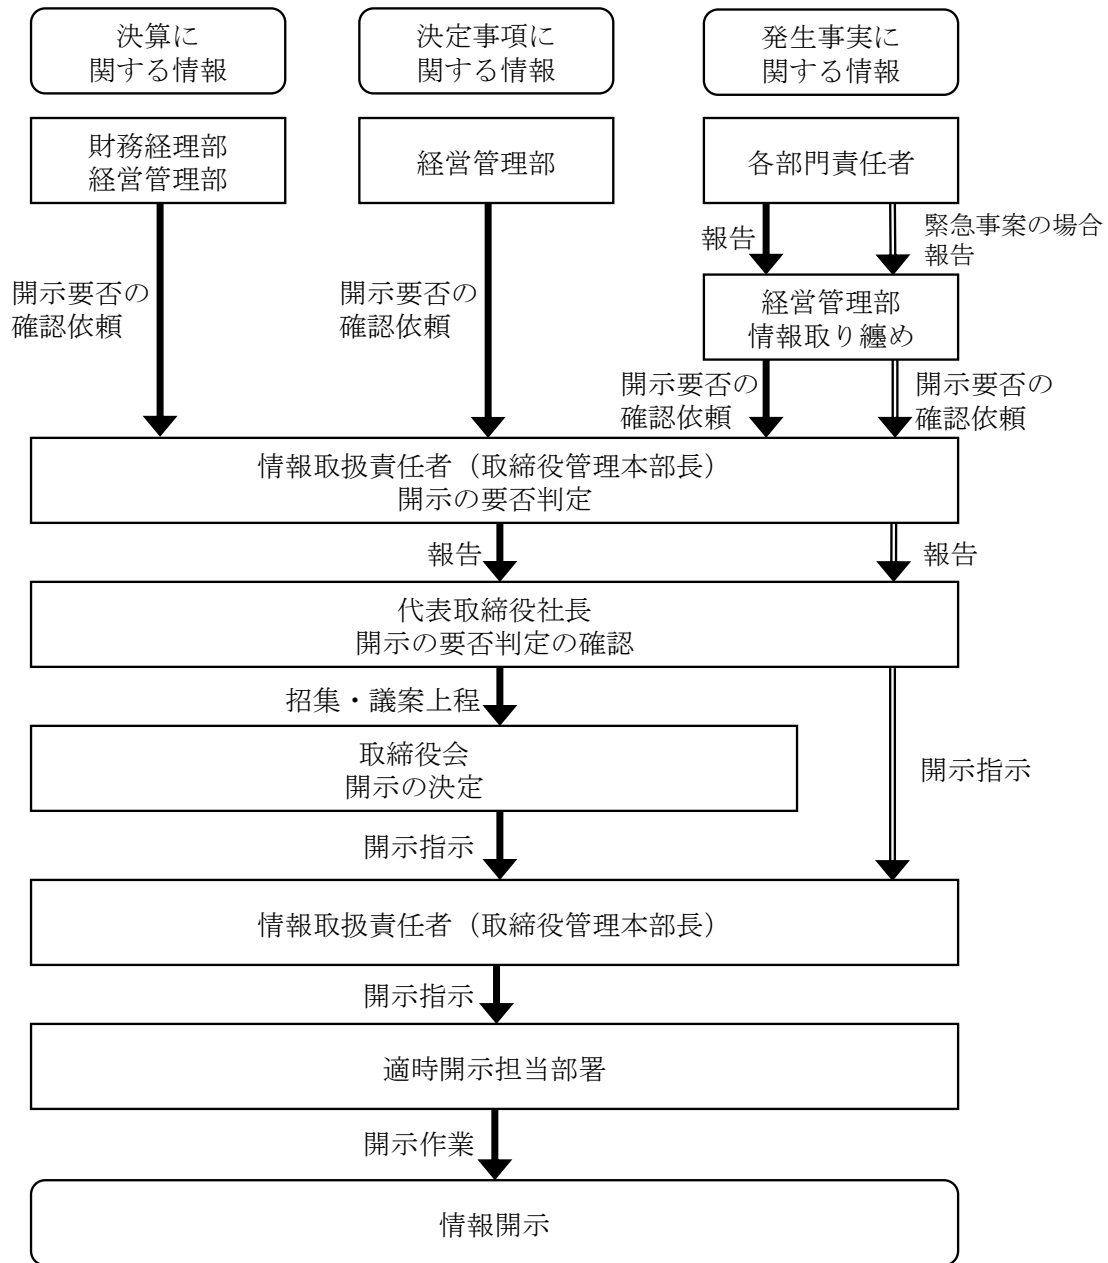 決算に
関する情報
決定事項に
関する情報
発生事実に
関する情報
財務経理部
経営管理部
経営管理部
各部門責任者
報告
緊急事案の場合
報告
開示要否の
確認依頼
開示要否の
確認依頼
経営管理部
情報取り纏め
開示要否の
確認依頼
開示要否の
確認依頼
情報取扱責任者（取締役管理本部長）
開示の要否判定
報告
報告
代表取締役社長
開示の要否判定の確認
招集・議案上程
取締役会
開示の決定
開示指示
開示指示
情報取扱責任者（取締役管理本部長）
開示指示
適時開示担当部署
開示作業
情報開示